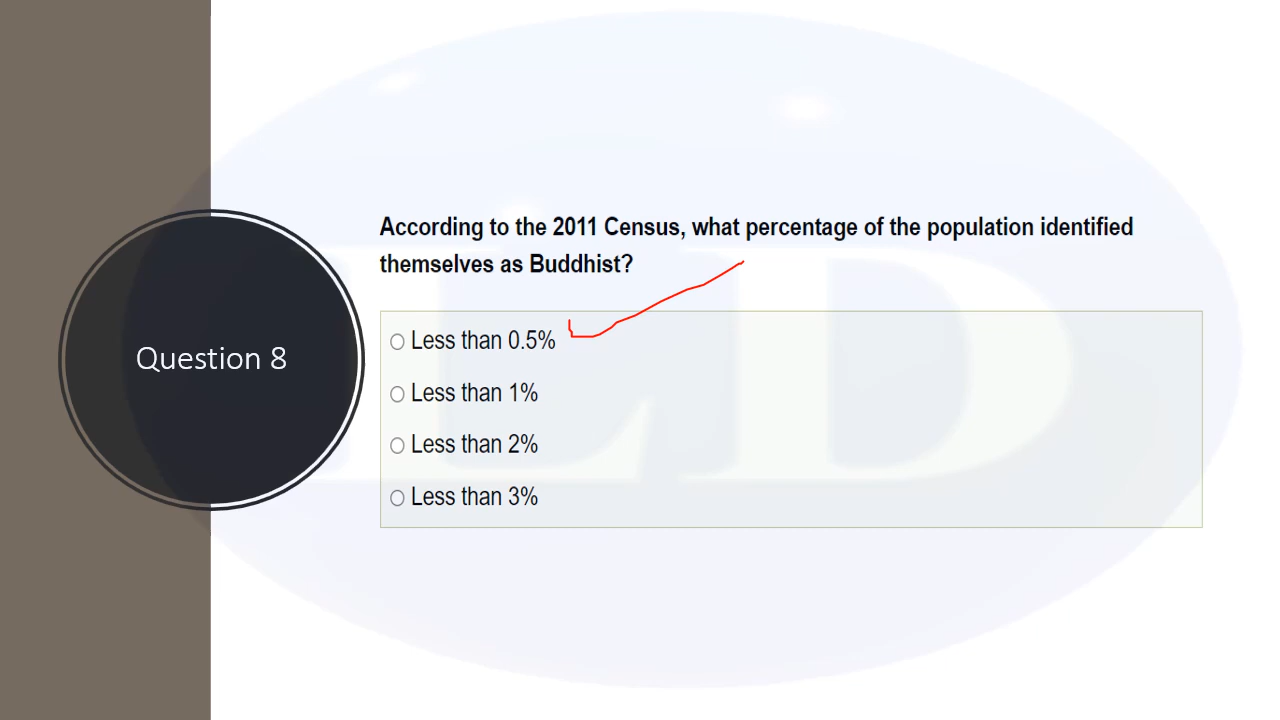 Question 8
According to the 2011 Census, what percentage of the population identified
themselves as Buddhist?
Less than 0.5%
Less than 1%
Less than 2%
Less than 3%